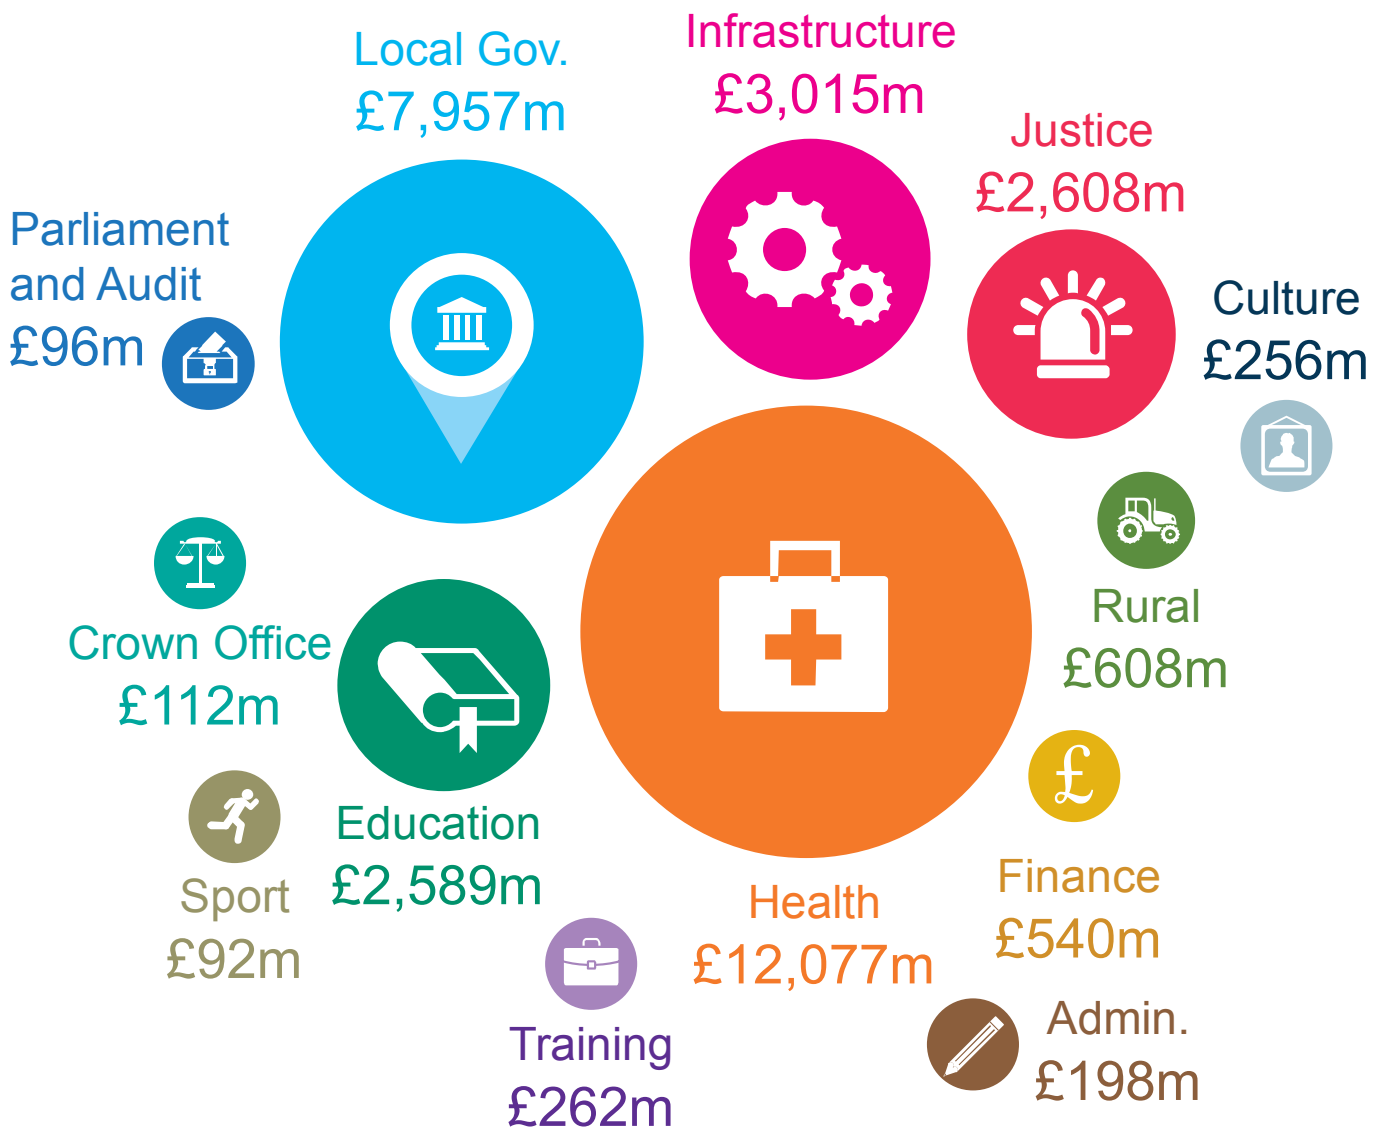 Infrastructure
£3,015m
Local Gov.
£7,957m
Justice
£2,608m
Parliament
and Audit
£96m
Culture
£256m
Crown Office
£112m
Rural
£608m
Education
£2,589m
Sport
£92m
£
Finance
£540m
Health
£12,077m
Training
£262m
Admin.
£198m